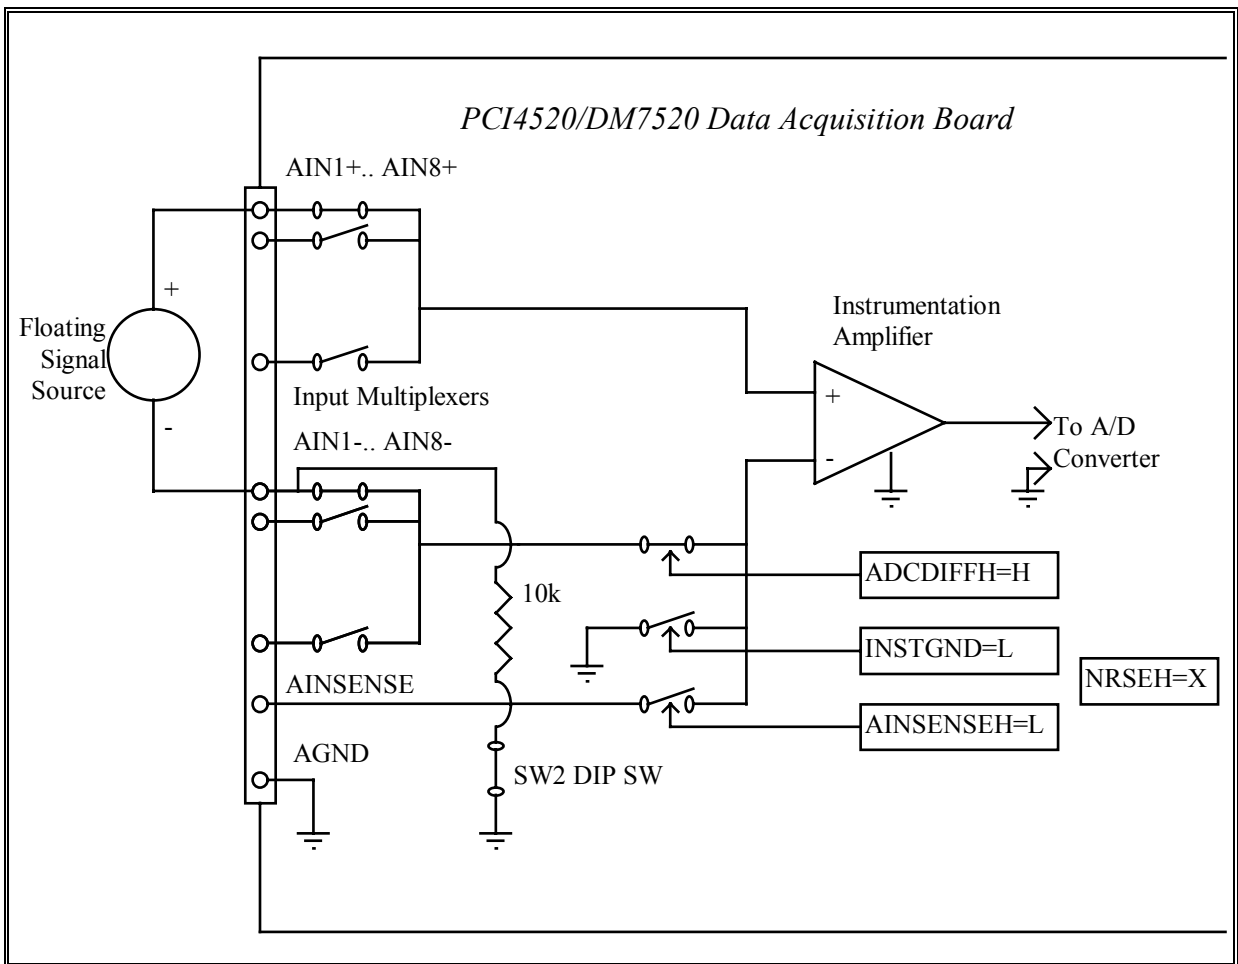 PCI4520/DM7520 Data Acquisition Board
AIN1+.. AIN8+
+
Floating
Signal
Source
-
Instrumentation
Amplifier
Input Multiplexers
AIN1-.. AIN8-
+
-
To A/D
Converter
10k
ADCDIFFH=H
INSTGND=L
NRSEH=X
AINSENSE
AINSENSEH=L
AGND
SW2 DIP SW